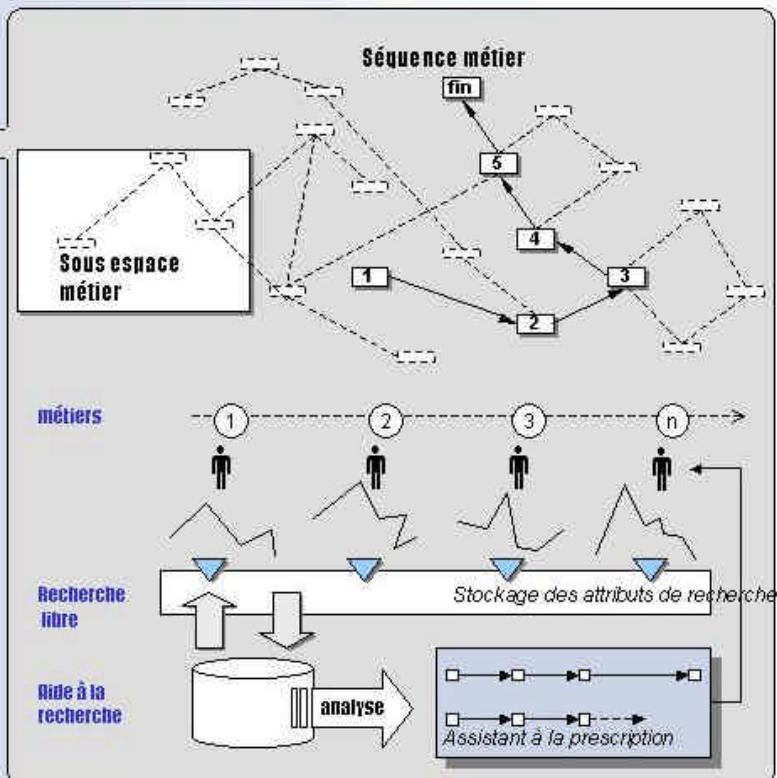 Séquence métier
fin
5
4
3
1
2
Sous espace
métier
métiers
1
2
3
n
Recherche
libre
Stockage des attributs de recherche
Aide à la
recherche
analyse
Assistant à la prescription